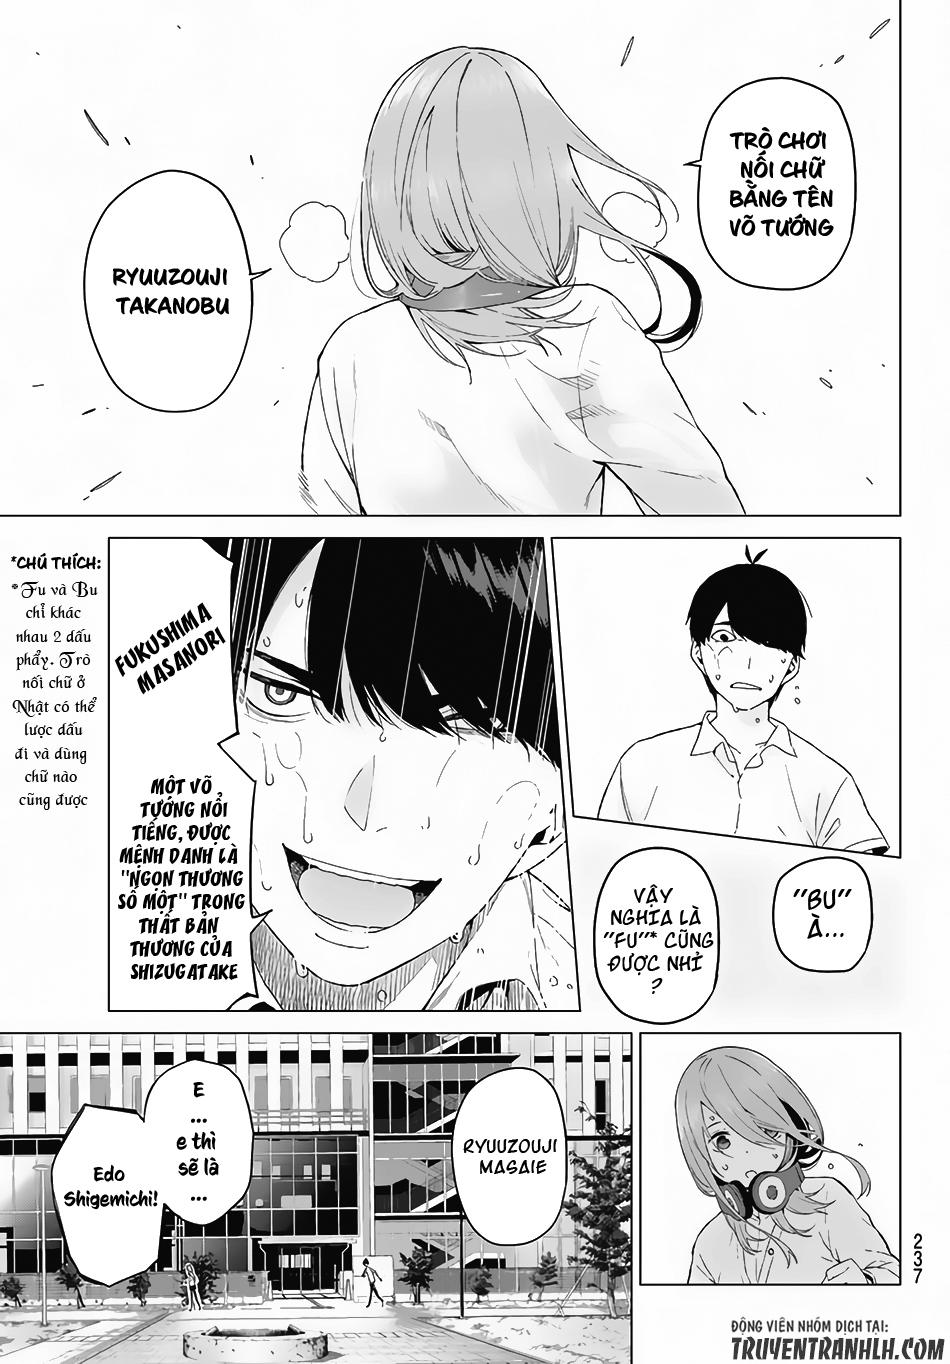 TRÒ CHƠI
NỐI CHỮ
BẰNG TÊN
VÕ TƯỚNG
RYUUZOUJI
TAKANOBU
"BU"
À...
VẬY
NGHĨA LÀ
"FU"* CŨNG
ĐƯỢC NHỈ
?
FUKUSHIMA
MASANORI
MỘT VÕ
TƯỚNG NỔI
TIẾNG, ĐƯỢC
MỆNH DANH LÀ
"NGỌN THƯƠNG
SỐ MỘT" TRONG
THẤT BẢN
THƯƠNG CỦA
SHIZUGATAKE
*CHÚ THÍCH:
* Fu và Bu
chỉ khác
nhau 2 dấu
phẩy. Trò
nối chữ ở
Nhật có thể
lược dấu
đi và dùng
chữ nào
cũng được
RYUUZOUJI
MASAIE
E
...
e thì
sẽ là
...
Edo
Shigemichi!
237
ĐỘNG VIÊN NHÓM DỊCH TẠI:
TRUYENTRANHLH.COM